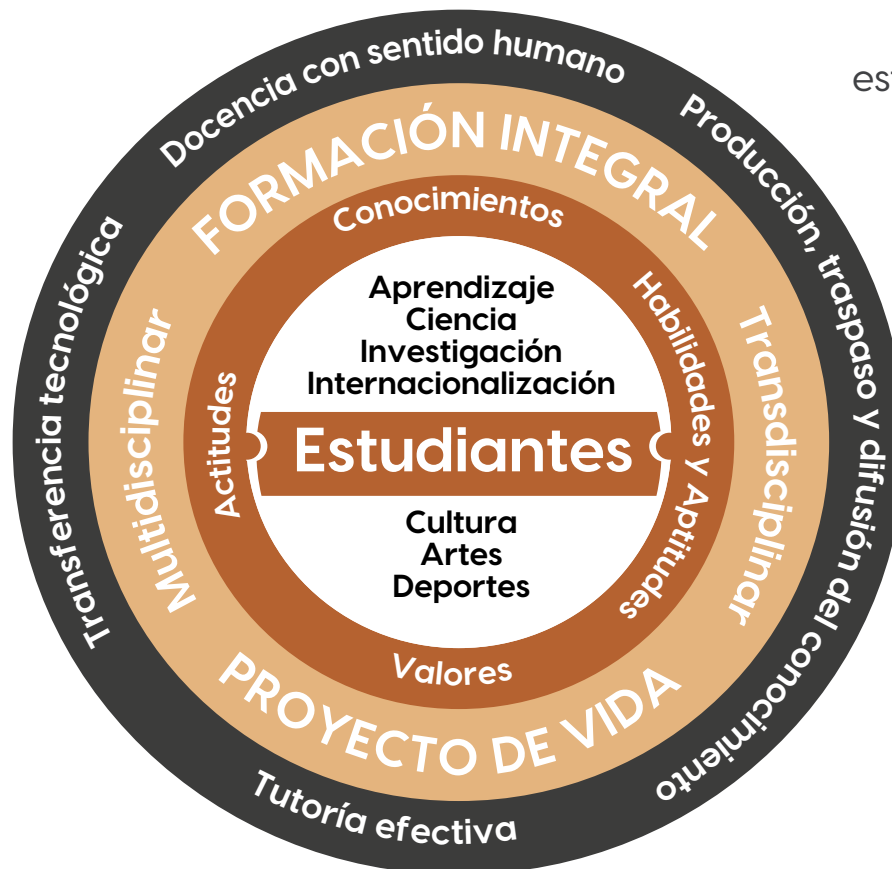 Docencia con sentido humano
Producción, traspaso y difusión del conocimiento
Tutoría efectiva
Transferencia tecnológica
FORMACIÓN INTEGRAL
Transdisciplinar
PROYECTO DE VIDA
Multidisciplinar
Conocimientos
Habilidades y Aptitudes
Valores
Actitudes
Aprendizaje
Ciencia
Investigación
Internacionalización
Estudiantes
Cultura
Artes
Deportes